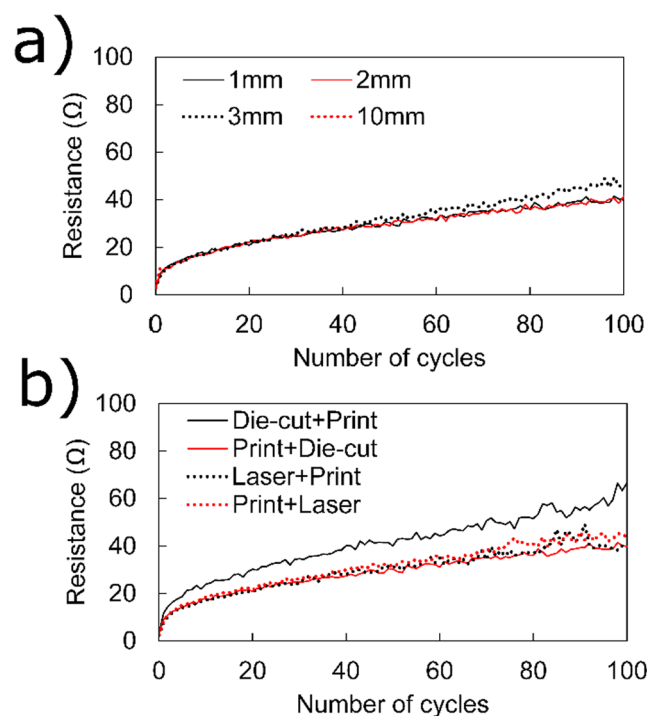 a)
100
80
60
40
20
0
Resistance (Ω)
1mm 2mm
3mm 10mm
0 20 40 60 80 100
Number of cycles
b)
100
80
60
40
20
0
Resistance (Ω)
Die-cut+Print
Print+Die-cut
Laser+Print
Print+Laser
0 20 40 60 80 100
Number of cycles